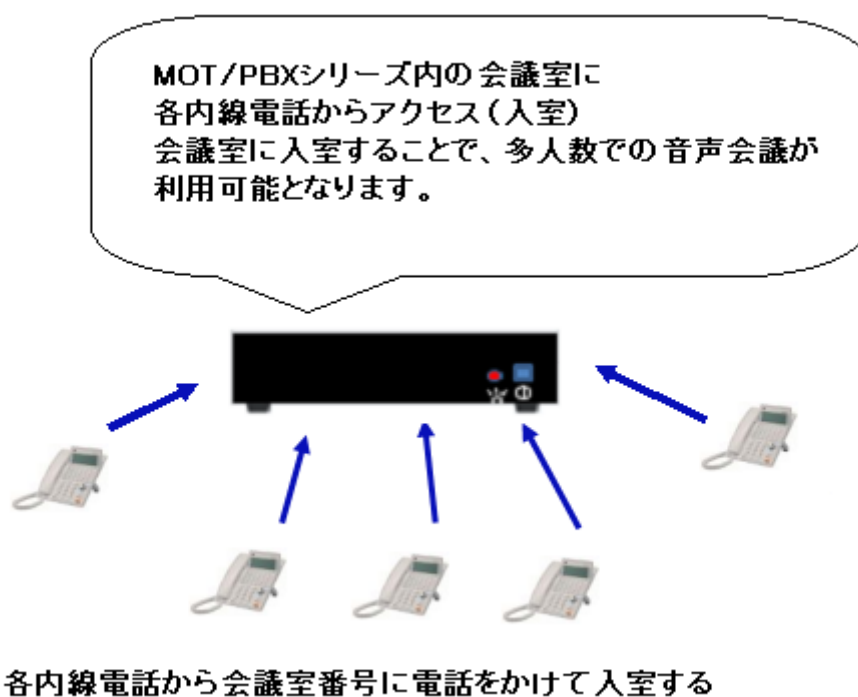 MOT/PBXシリーズ内の会議室に
各内線電話からアクセス(入室)
会議室に入室することで、多人数での音声会議が
利用可能となります。
各内線電話から会議室番号に電話をかけて入室する